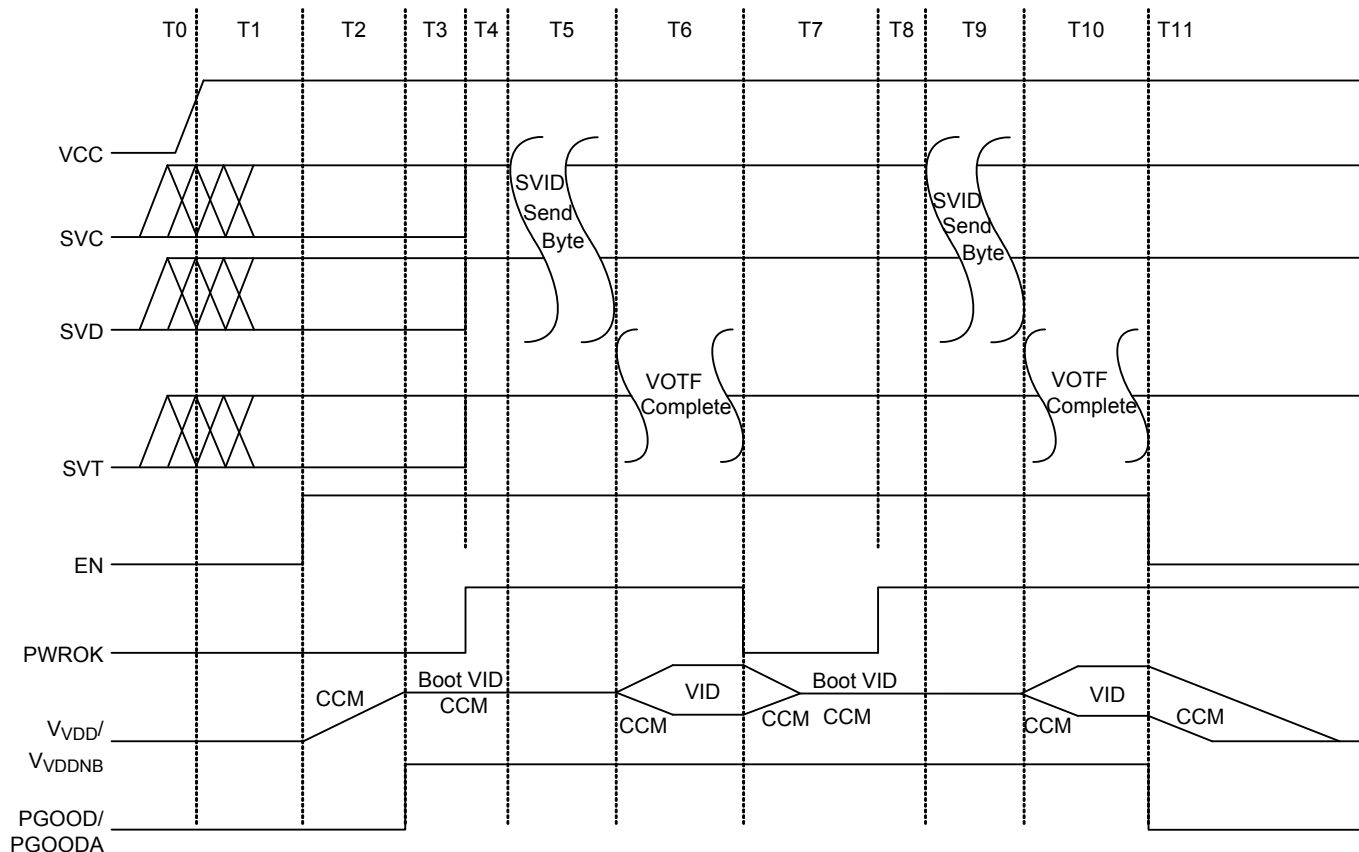 T0 T1 T2 T3 T4 T5 T6 T7 T8 T9 T10 T11
VCC
SVID
Send
Byte
SVID
Send
Byte
SVC
SVD
VOTF
Complete
VOTF
Complete
SVT
EN
PWROK
CCM
Boot VID
CCM
CCM
VID
CCM
Boot VID
CCM
CCM
VID
CCM
VVDD/
VVDDNB
PGOOD/
PGOODA